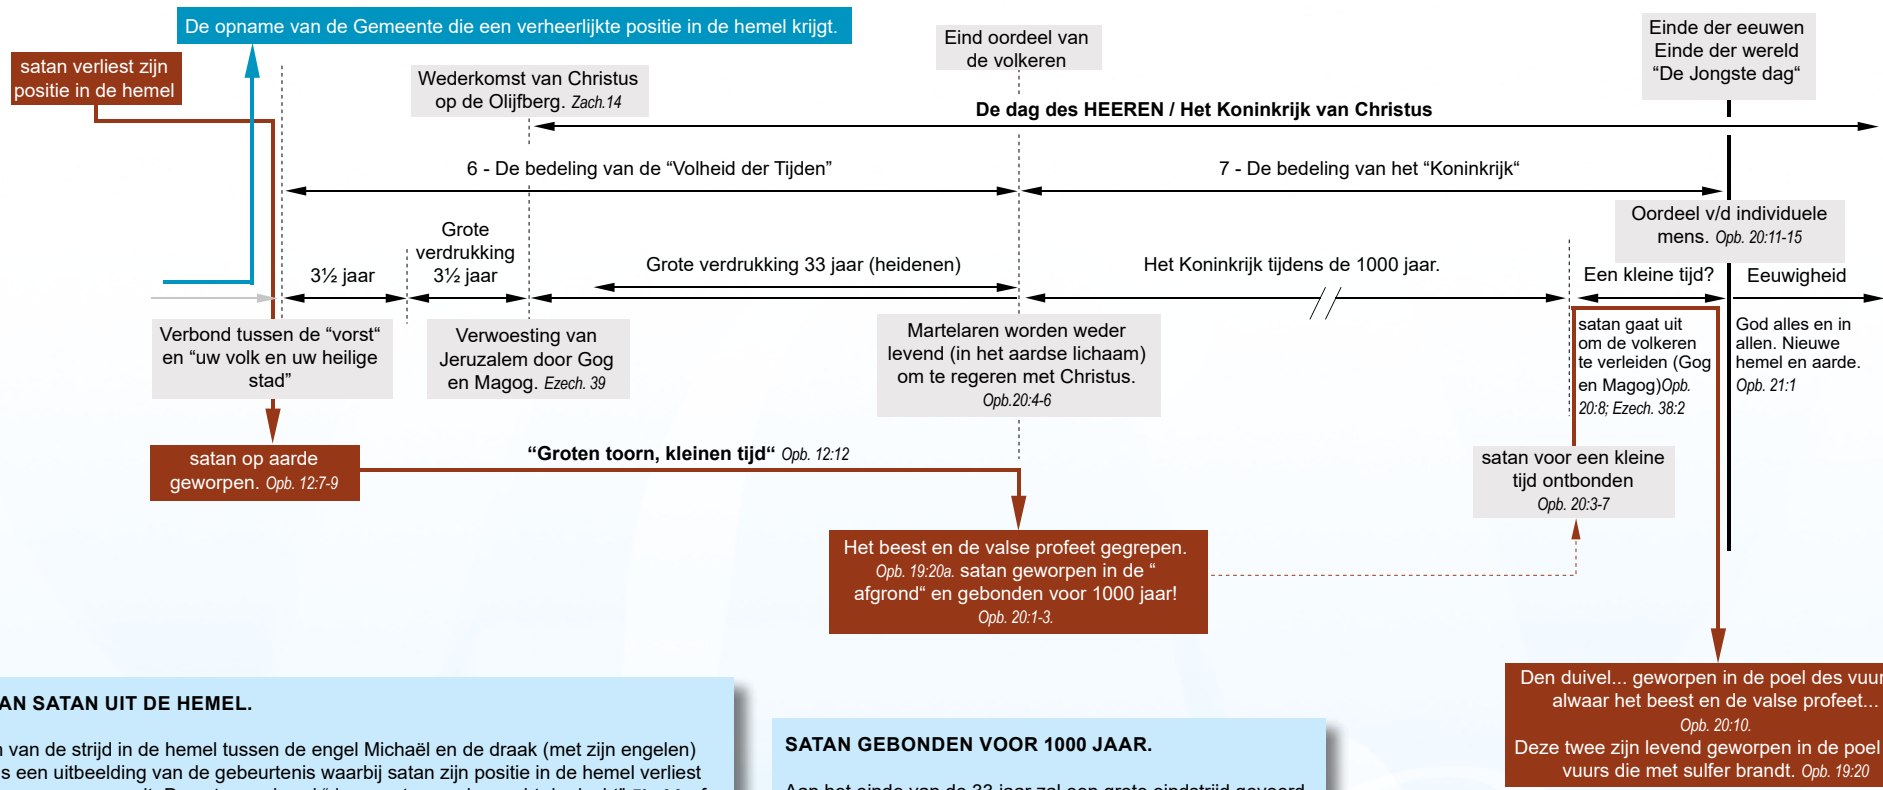 De opname van de Gemeente die een verheerlijkte positie in de hemel krijgt.
satan verliest zijn
positie in de hemel
Wederkomst van Christus
op de Olijfberg. Zach.14
Eind oordeel van
de volkeren
Einde der eeuwen
Einde der wereld
“De Jongste dag“
De dag des HEEREN / Het Koninkrijk van Christus
6 - De bedeling van de “Volheid der Tijden”
7 - De bedeling van het “Koninkrijk“
Oordeel v/d individuele
mens. Opb. 20:11-15
3½ jaar
Grote
verdrukking
3½ jaar
Grote verdrukking 33 jaar (heidenen)
Het Koninkrijk tijdens de 1000 jaar.
Een kleine tijd?
Eeuwigheid
Verbond tussen de “vorst“
en “uw volk en uw heilige
stad”
Verwoesting van
Jeruzalem door Gog
en Magog. Ezech. 39
Martelaren worden weder
levend (in het aardse lichaam)
om te regeren met Christus.
Opb.20:4-6
satan gaat uit
om de volkeren
te verleiden (Gog
en Magog)Opb.
20:8; Ezech. 38:2
God alles en in
allen. Nieuwe
hemel en aarde.
Opb. 21:1
satan op aarde
geworpen. Opb. 12:7-9
“Groten toorn, kleinen tijd“ Opb. 12:12
satan voor een kleine
tijd ontbonden
Opb. 20:3-7
Het beest en de valse profeet gegrepen.
Opb. 19:20a. satan geworpen in de “
afgrond“ en gebonden voor 1000 jaar!
Opb. 20:1-3.
Den duivel... geworpen in de poel des vuur
alwaar het beest en de valse profeet...
Opb. 20:10.
Deze twee zijn levend geworpen in de poel
vuurs die met sulfer brandt. Opb. 19:20
AN SATAN UIT DE HEMEL.
van de strijd in de hemel tussen de engel Michaël en de draak (met zijn engelen)
s een uitbeelding van de gebeurtenis waarbij satan zijn positie in de hemel verliest
SATAN GEBONDEN VOOR 1000 JAAR.
Aan het einde van de 33 jaar zal een grote eindstrijd gevoerd